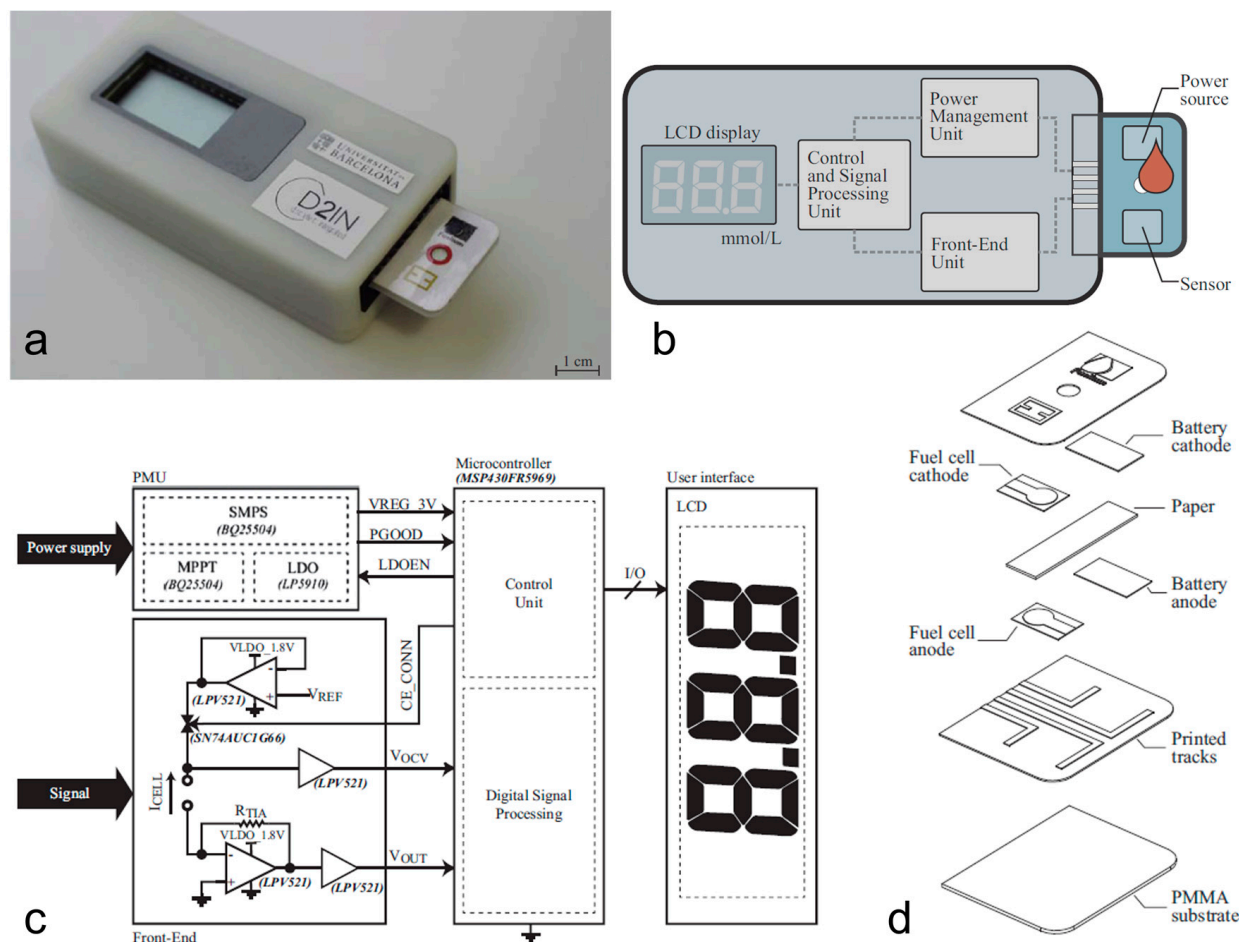 UNIVERSITAT DE
BARCELONA
D2IN
a
1 cm
LCD display
mmol/L
Control
and Signal
Processing
Unit
Power
Management
Unit
Front-End
Unit
Power
source
Sensor
b
Power supply
Signal
PMU
SMPS
(BQ25504)
MPPT
(BQ25504)
LDO
(LP5910)
VREG_3V
PGOOD
LDOEN
Microcontroller
(MSP430FR5969)
Control
Unit
Digital Signal
Processing
I/O
User interface
LCD
88.8
VLDO_1.8V
-
+
VREF
(LPV521)
CE_CONN
(SN74AUC1G66)
VOCV
(LPV521)
ICELL
RTIA
VLDO_1.8V
-
+
(LPV521)
(LPV521)
VOUT
Front-End
c
Battery
cathode
Fuel cell
cathode
Paper
Battery
anode
Fuel cell
anode
Printed
tracks
PMMA
substrate
d